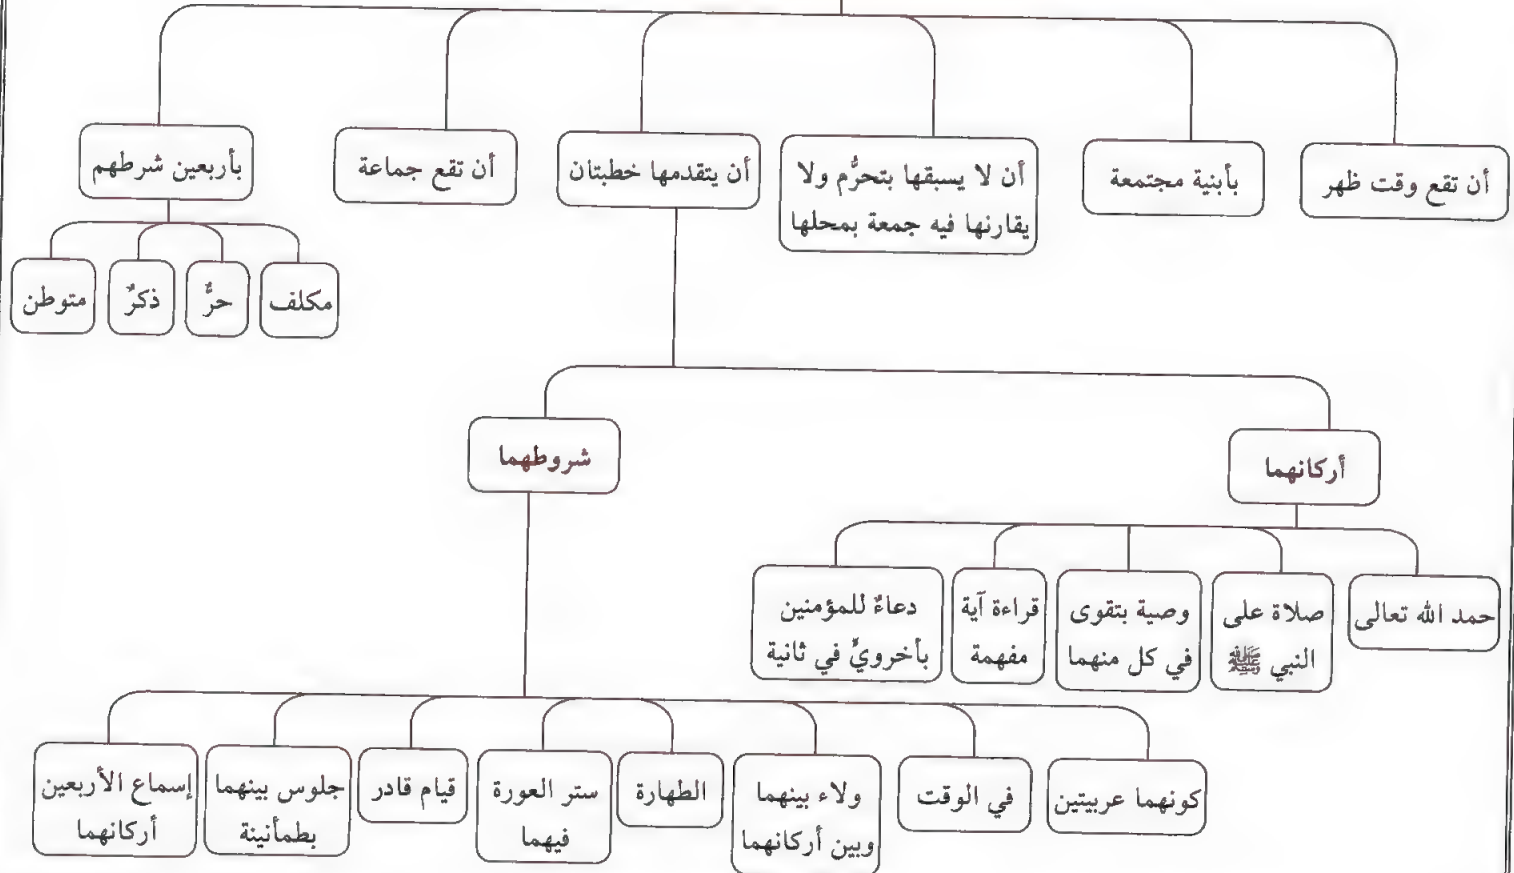 أن تقع وقت ظهر
بأبنية مجتمعة
أن لا يسبقها بتحرُّم ولا
يقارنها فيه جمعة بمحلها
أن يتقدمها خطبتان
أن تقع جماعة
بأربعين شرطهم
مكلف
حرٌّ
ذكرٌ
متوطن
أركانهما
شروطهما
حمد الله تعالى
صلاة على
النبي ﷺ
وصية بتقوى
في كل منهما
قراءة آية
مفهمة
دعاءٌ للمؤمنين
بأخرويٍّ في ثانية
كونهما عربيتين
في الوقت
ولاء بينهما
وبين أركانهما
الطهارة
ستر العورة
فيهما
قيام قادر
جلوس بينهما
بطمأنينة
إسماع الأربعين
أركانهما